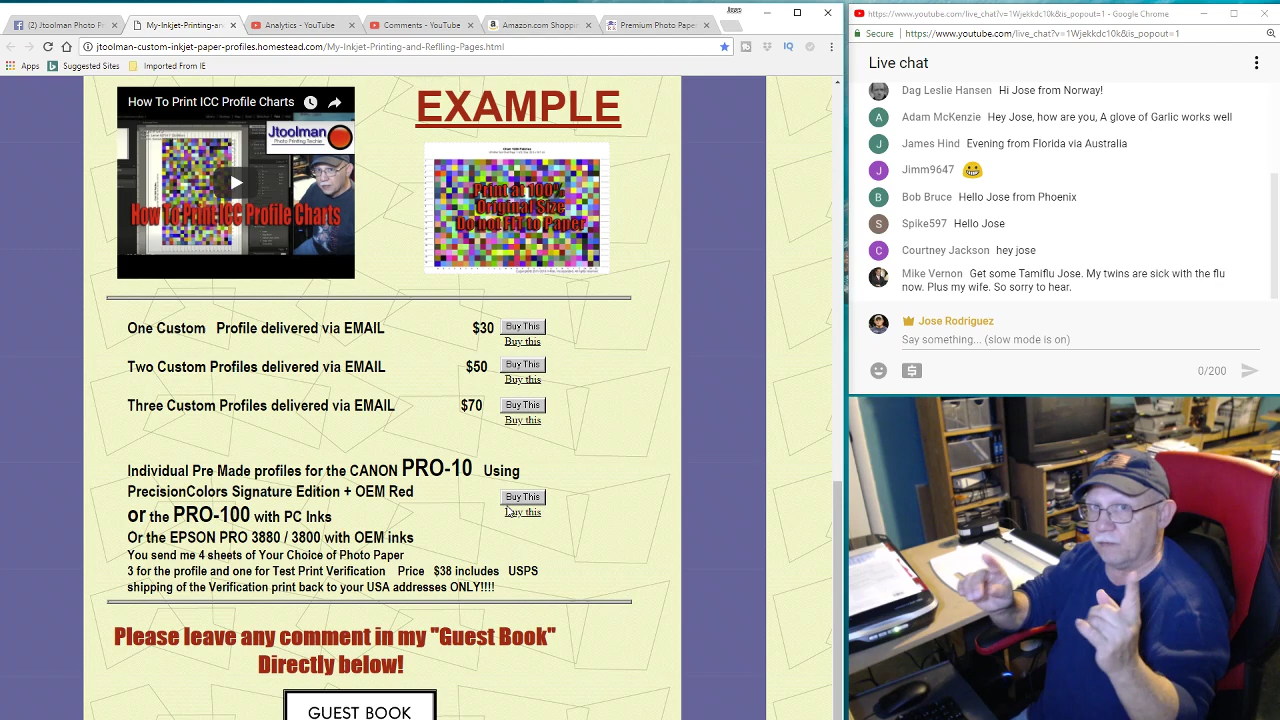 (2) Jtoolman Photo Pri
My-Inkjet-Printing-an
Analytics - YouTube
Comments - YouTube
Amazon.com Shoppin
Premium Photo Paper
jtoolman-custom-inkjet-paper-profiles.homestead.com/My-Inkjet-Printing-and-Reflling-Pages.html
Apps
Suggested Sites
Imported From IE
How To Print ICC Profile Charts
Jtoolman
Photo Printing Techie
How To Print ICC Profile Charts
EXAMPLE
Print at 100%
Original Size
Do not Fit to Paper
One Custom Profile delivered via EMAIL $30 Buy This
Buy this
Two Custom Profiles delivered via EMAIL $50 Buy This
Buy this
Three Custom Profiles delivered via EMAIL $70 Buy This
Buy this
Individual Pre Made profiles for the CANON PRO-10 Using
PrecisionColors Signature Edition + OEM Red
Buy This
or the PRO-100 with PC Inks
Buy this
Or the EPSON PRO 3880 / 3800 with OEM inks
You send me 4 sheets of Your Choice of Photo Paper
3 for the profile and one for Test Print Verification Price $38 includes USPS
shipping of the Verification print back to your USA addresses ONLY!!!!
Please leave any comment in my "Guest Book"
Directly below!
GUEST BOOK
https://www.youtube.com/live_chat?v=1Wjekkdc10k&is_popout=1 - Google Chrome
Secure https://www.youtube.com/live_chat?v=1Wjekkdc10k&is_popout=1
Live chat
Dag Leslie Hansen Hi Jose from Norway!
A Adam McKenzie Hey Jose, how are you, A clove of Garlic works well
J James Hind Evening from Florida via Australia
J Jimm9647
B Bob Bruce Hello Jose from Phoenix
S Spike597 Hello Jose
C Courtney Jackson hey jose
Mike Vernon Get some Tamiflu Jose. My twins are sick with the flu
now. Plus my wife. So sorry to hear.
Jose Rodriguez
Say something... (slow mode is on)
0/200